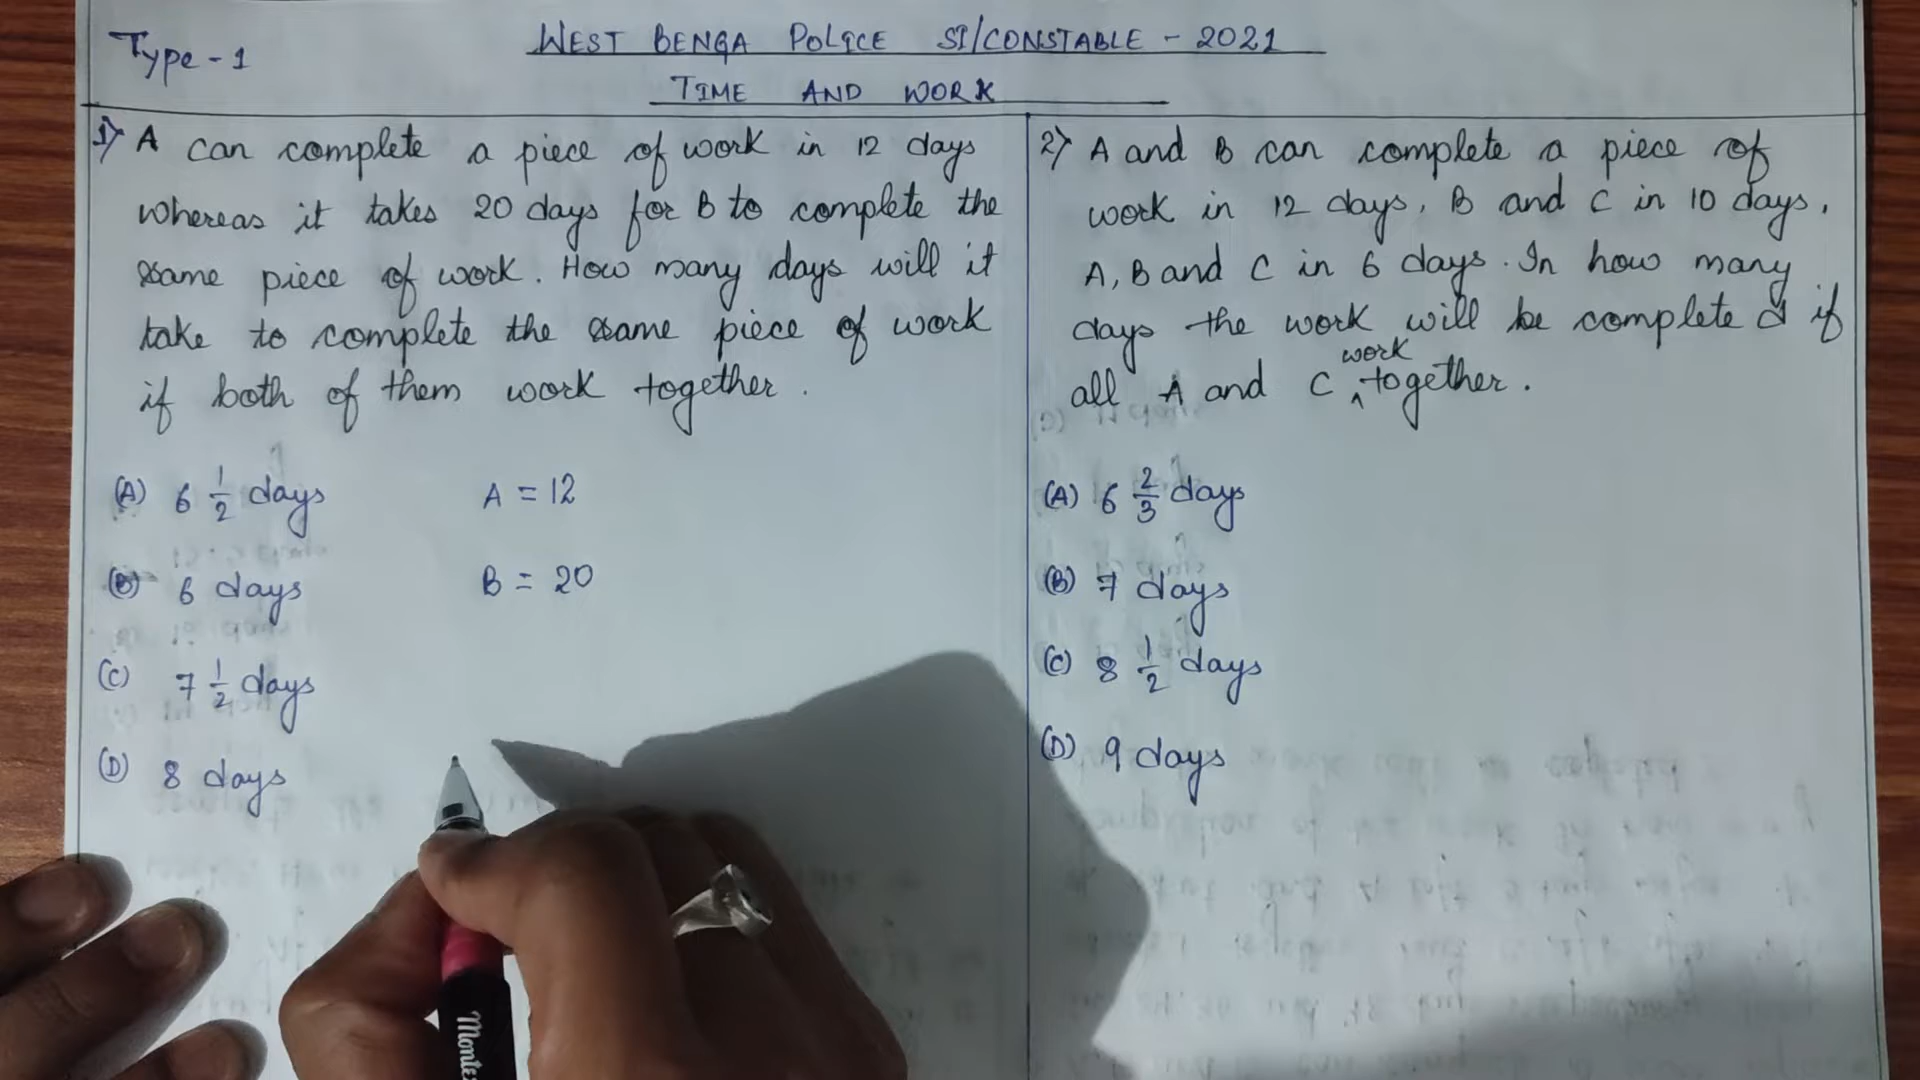 Type - 1
WEST BENGA POLICE SI/CONSTABLE - 2021
TIME AND WORK
1) A can complete a piece of work in 12 days
whereas it takes 20 days for B to complete the
same piece of work. How many days will it
take to complete the same piece of work
if both of them work together.
(A) 6 1/2 days
(B) 6 days
(C) 7 1/2 days
(D) 8 days
A = 12
B = 20
2) A and B can complete a piece of
work in 12 days, B and C in 10 days,
A, B and C in 6 days. In how many
days the work will be completed if
all A and C work together.
(A) 6 2/3 days
(B) 7 days
(C) 8 1/2 days
(D) 9 days